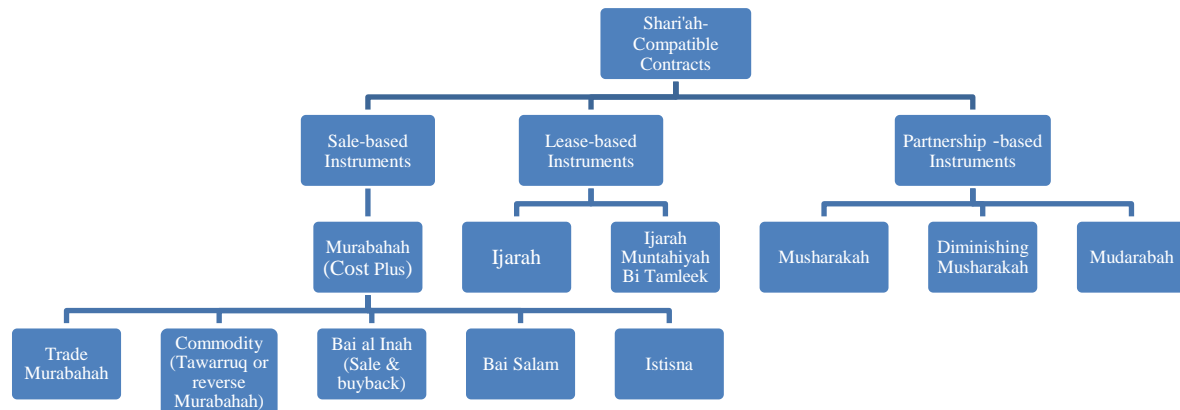 Shari'ah-
Compatible
Contracts
Sale-based
Instruments
Lease-based
Instruments
Partnership -based
Instruments
Murabahah
(Cost Plus)
Ijarah
Ijarah
Muntahiyah
Bi Tamleek
Musharakah
Diminishing
Musharakah
Mudarabah
Trade
Murabahah
Commodity
(Tawarruq or
reverse
Murabahah)
Bai al Inah
(Sale &
buyback)
Bai Salam
Istisna